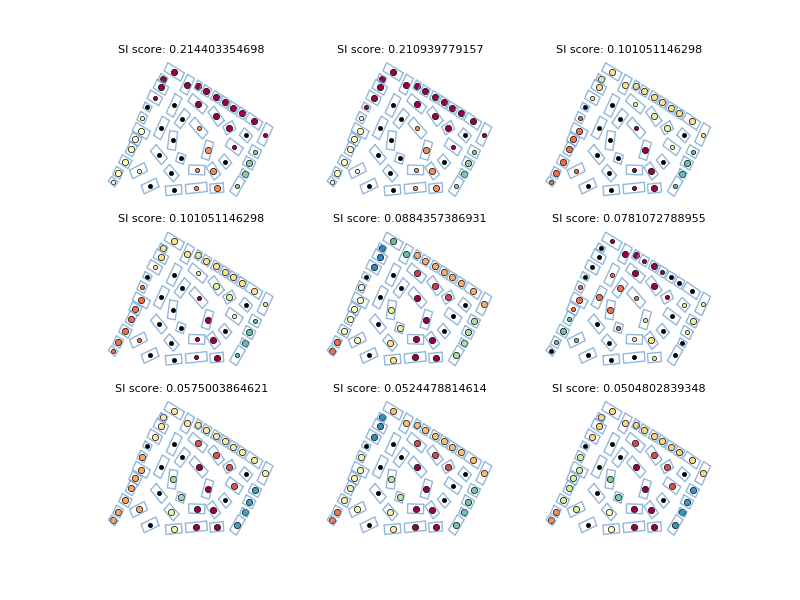 SI score: 0.214403354698
SI score: 0.210939779157
SI score: 0.101051146298
SI score: 0.101051146298
SI score: 0.0884357386931
SI score: 0.0781072788955
SI score: 0.0575003864621
SI score: 0.0524478814614
SI score: 0.0504802839348